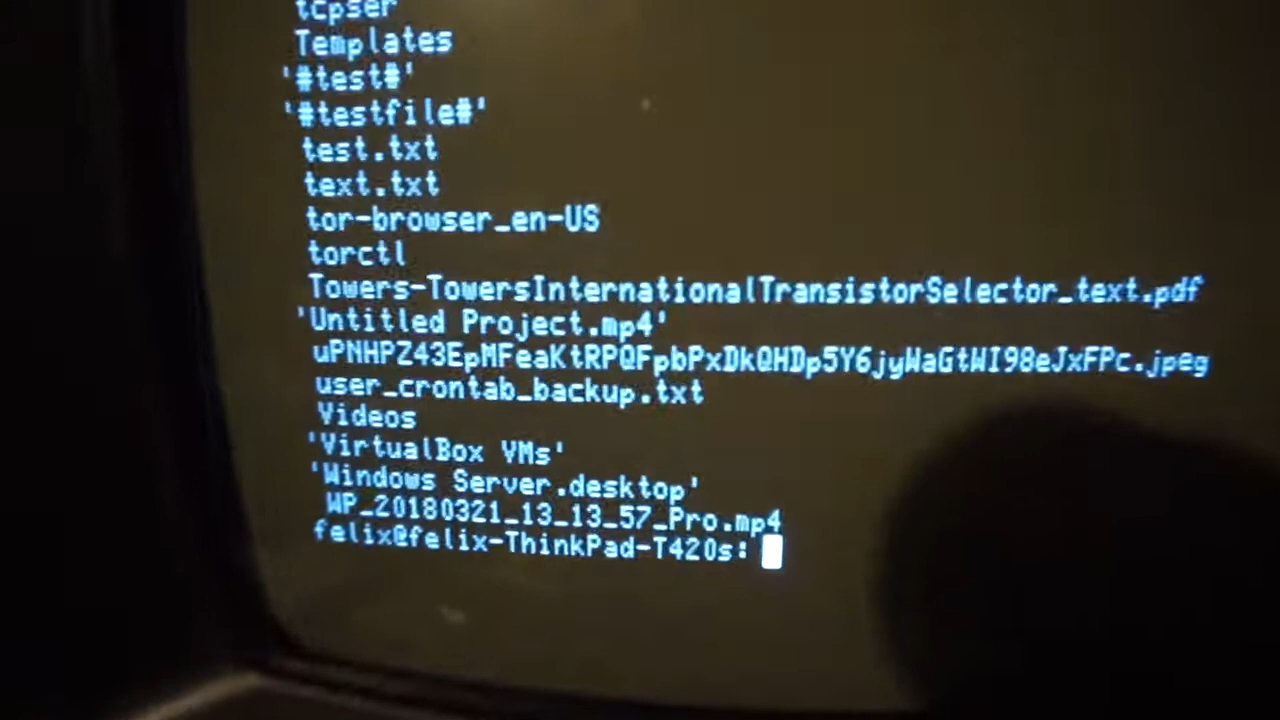 tcpser
Templates
'#test#'
'#testfile#'
test.txt
text.txt
tor-browser_en-US
torctl
Towers-TowersInternationalTransistorSelector_text.pdf
'Untitled Project.mp4'
uPNHPZ43EpMFeaKtRPQFpbPxDkQHDp5Y6jyWaGtWI98eJxFPc.jpeg
user_crontab_backup.txt
Videos
'VirtualBox VMs'
'Windows Server.desktop'
WP_20180321_13_13_57_Pro.mp4
felix@felix-ThinkPad-T420s: